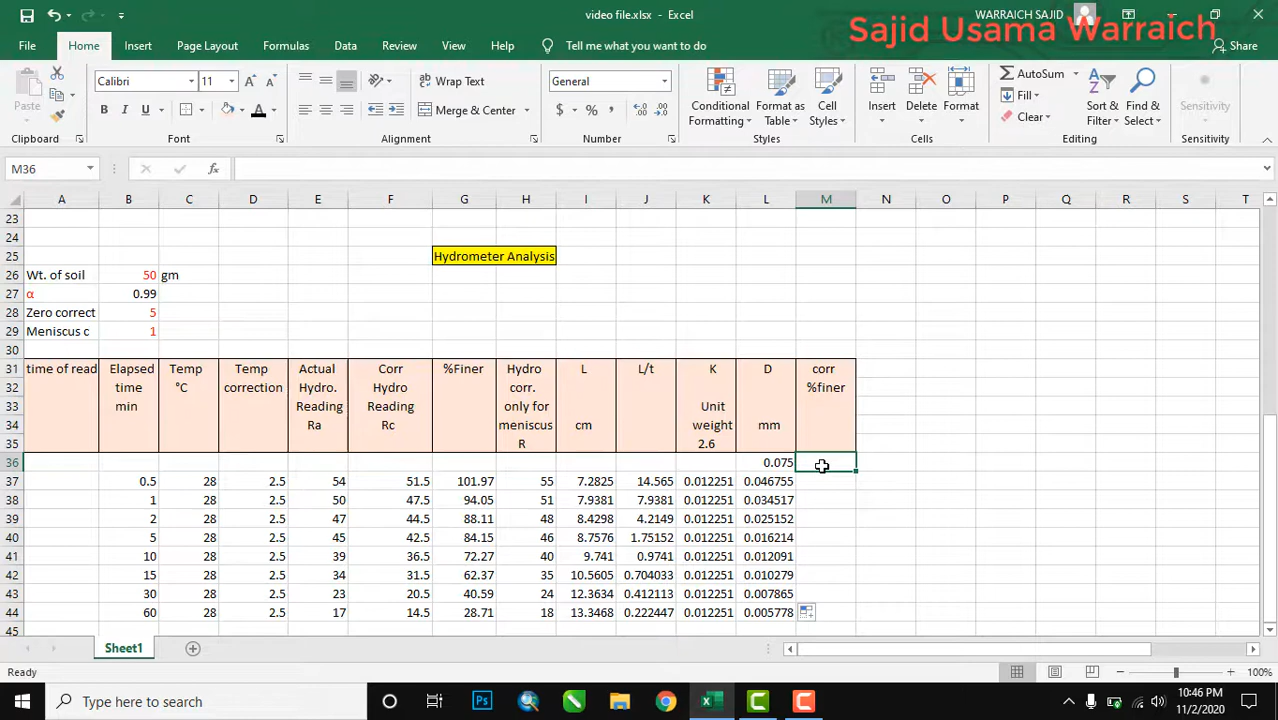 video file.xlsx - Excel
WARRAICH SAJID
Sajid Usama Warraich
File Home Insert Page Layout Formulas Data Review View Help Tell me what you want to do Share
Calibri 11 Wrap Text General AutoSum
Paste B I U Merge & Center $ % , Conditional Formatting Format as Table Cell Styles Insert Delete Format Fill Clear Sort & Filter Find & Select Sensitivity
Clipboard Font Alignment Number Styles Cells Editing Sensitivity
M36 fx
A B C D E F G H I J K L M N O P Q R S T
23
24
25 Hydrometer Analysis
26 Wt. of soil 50 gm
27 α 0.99
28 Zero correct 5
29 Meniscus c 1
30
31 time of read Elapsed Temp Temp Actual Corr %Finer Hydro L L/t K D corr
32 time °C correction Hydro. Hydro corr. %finer
33 min Reading Reading only for Unit
34 Ra Rc meniscus cm weight mm
35 R 2.6
36 0.075
37 0.5 28 2.5 54 51.5 101.97 55 7.2825 14.565 0.012251 0.046755
38 1 28 2.5 50 47.5 94.05 51 7.9381 7.9381 0.012251 0.034517
39 2 28 2.5 47 44.5 88.11 48 8.4298 4.2149 0.012251 0.025152
40 5 28 2.5 45 42.5 84.15 46 8.7576 1.75152 0.012251 0.016214
41 10 28 2.5 39 36.5 72.27 40 9.741 0.9741 0.012251 0.012091
42 15 28 2.5 34 31.5 62.37 35 10.5605 0.704033 0.012251 0.010279
43 30 28 2.5 23 20.5 40.59 24 12.3634 0.412113 0.012251 0.007865
44 60 28 2.5 17 14.5 28.71 18 13.3468 0.222447 0.012251 0.005778
45
Sheet1
Ready 100%
Type here to search
10:46 PM
11/2/2020